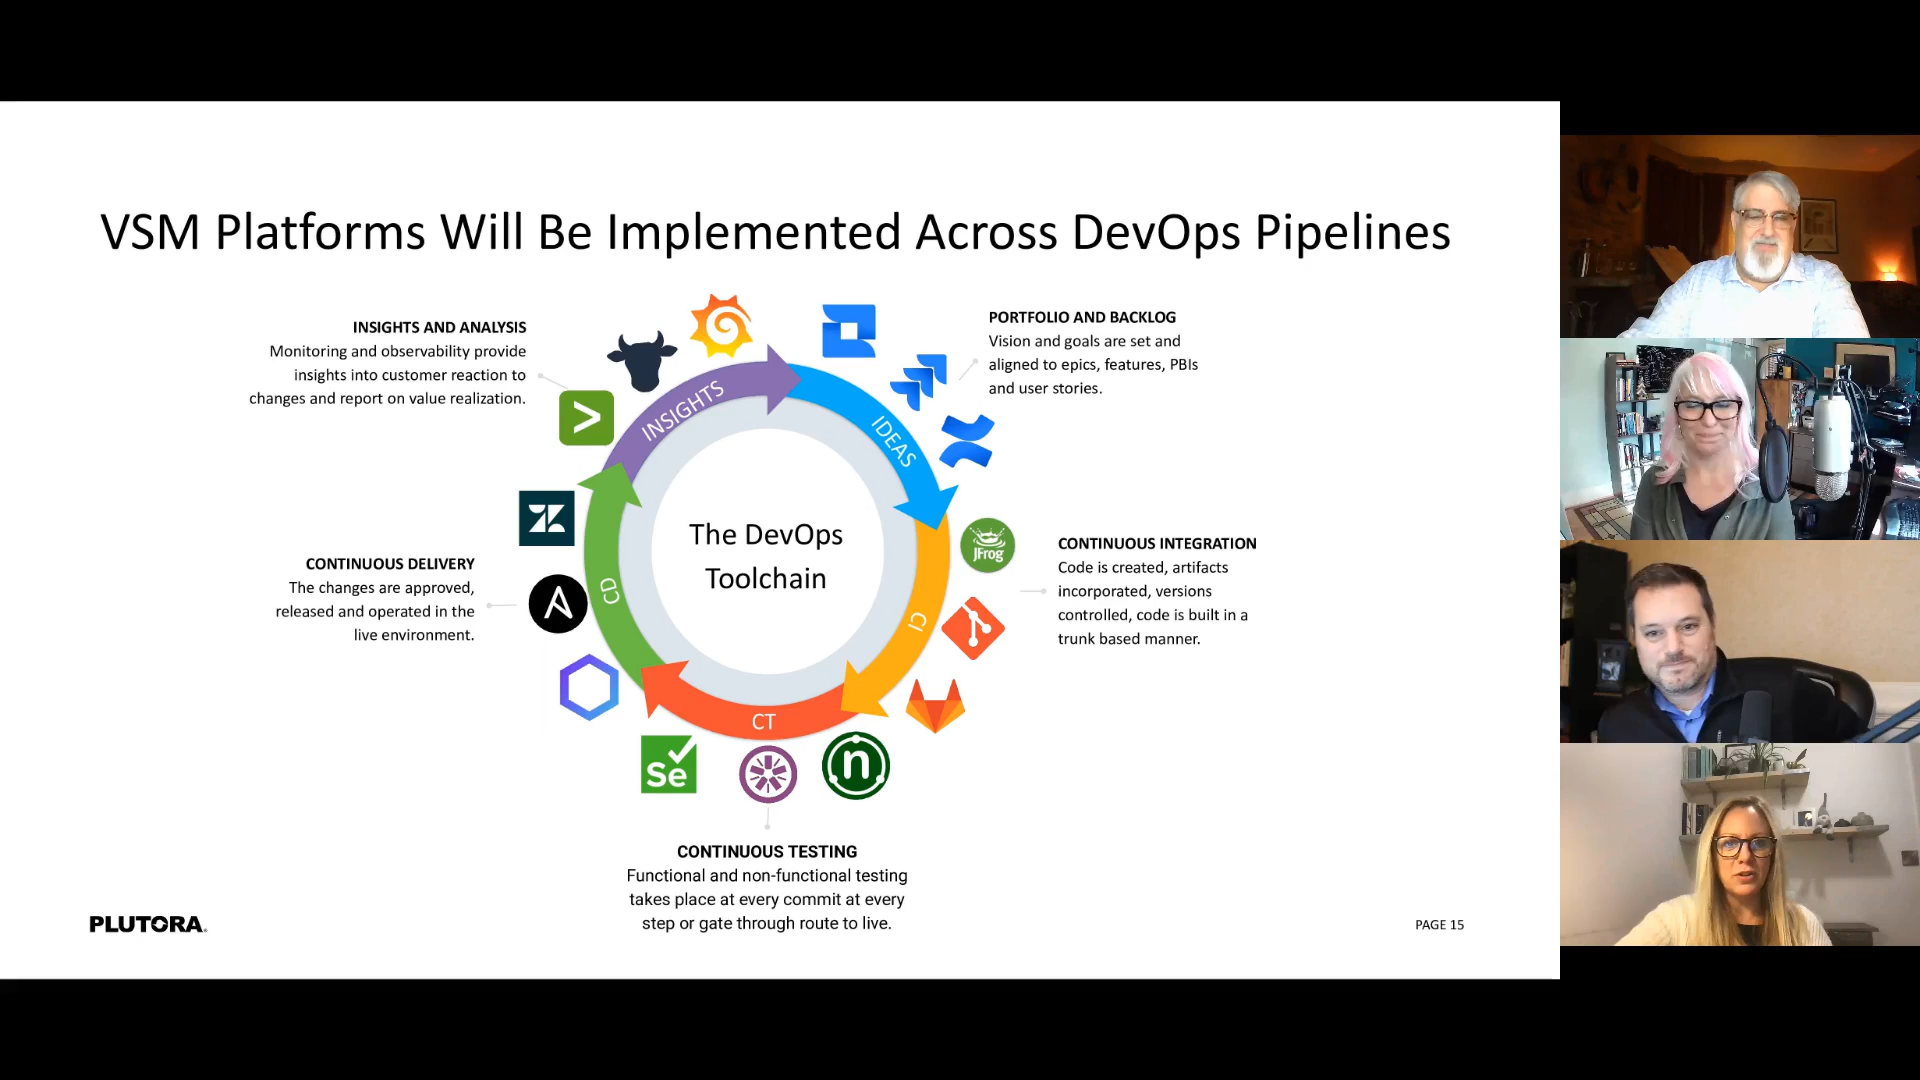 VSM Platforms Will Be Implemented Across DevOps Pipelines
INSIGHTS AND ANALYSIS
Monitoring and observability provide
insights into customer reaction to
changes and report on value realization.
PORTFOLIO AND BACKLOG
Vision and goals are set and
aligned to epics, features, PBIs
and user stories.
INSIGHTS
IDEAS
The DevOps
Toolchain
CONTINUOUS DELIVERY
The changes are approved,
released and operated in the
live environment.
CD
CI
JFrog
CONTINUOUS INTEGRATION
Code is created, artifacts
incorporated, versions
controlled, code is built in a
trunk based manner.
CT
Se
n
CONTINUOUS TESTING
Functional and non-functional testing
takes place at every commit at every
step or gate through route to live.
PLUTORA
PAGE 15